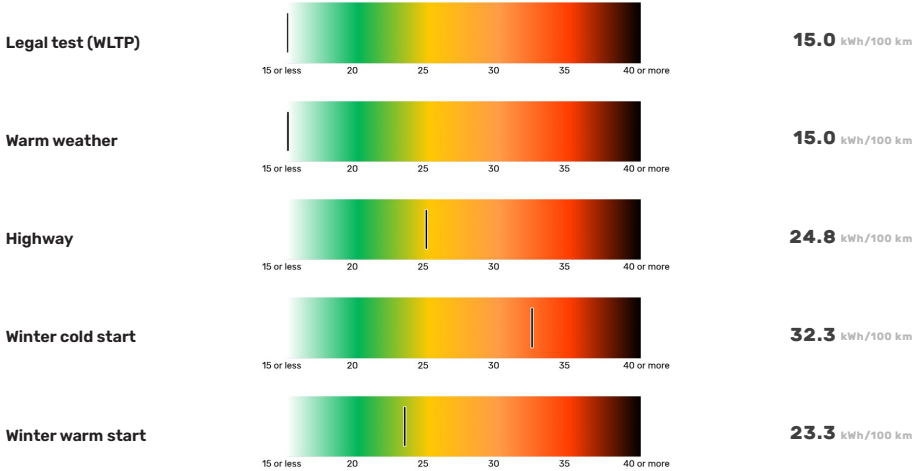 Legal test (WLTP)
15.0 kWh/100 km
15 or less 20 25 30 35 40 or more
Warm weather
15.0 kWh/100 km
15 or less 20 25 30 35 40 or more
Highway
24.8 kWh/100 km
15 or less 20 25 30 35 40 or more
Winter cold start
32.3 kWh/100 km
15 or less 20 25 30 35 40 or more
Winter warm start
23.3 kWh/100 km
15 or less 20 25 30 35 40 or more